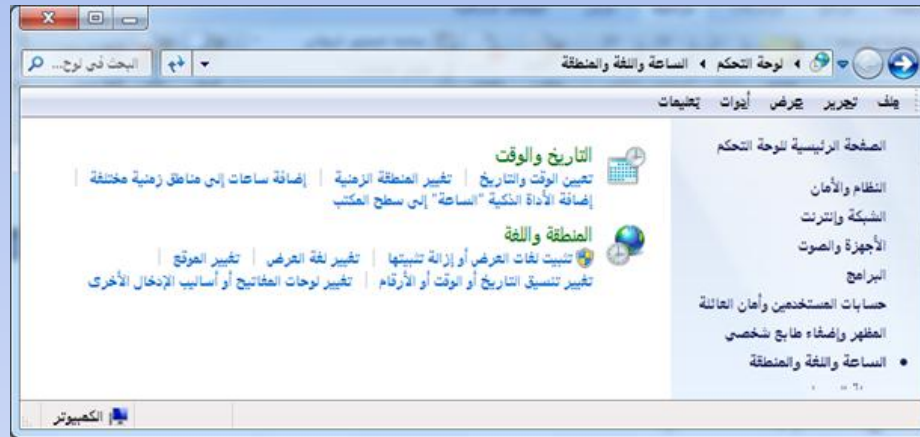 لوحة التحكم
الساعة واللغة والمنطقة
البحث في لوح...
ملف
تحرير
عرض
أدوات
تعليمات
الصفحة الرئيسية للوحة التحكم
النظام والأمان
الشبكة وإنترنت
الأجهزة والصوت
البرامج
حسابات المستخدمين وأمان العائلة
المظهر وإضفاء طابع شخصي
الساعة واللغة والمنطقة
التاريخ والوقت
تعيين الوقت والتاريخ | تغيير المنطقة الزمنية | إضافة ساعات إلى مناطق زمنية مختلفة
إضافة الأداة الذكية "الساعة" إلى سطح المكتب
المنطقة واللغة
تثبيت لغات العرض أو إزالة تثبيتها | تغيير لغة العرض | تغيير الموقع
تغيير تنسيق التاريخ أو الوقت أو الأرقام | تغيير لوحات المفاتيح أو أساليب الإدخال الأخرى
الكمبيوتر